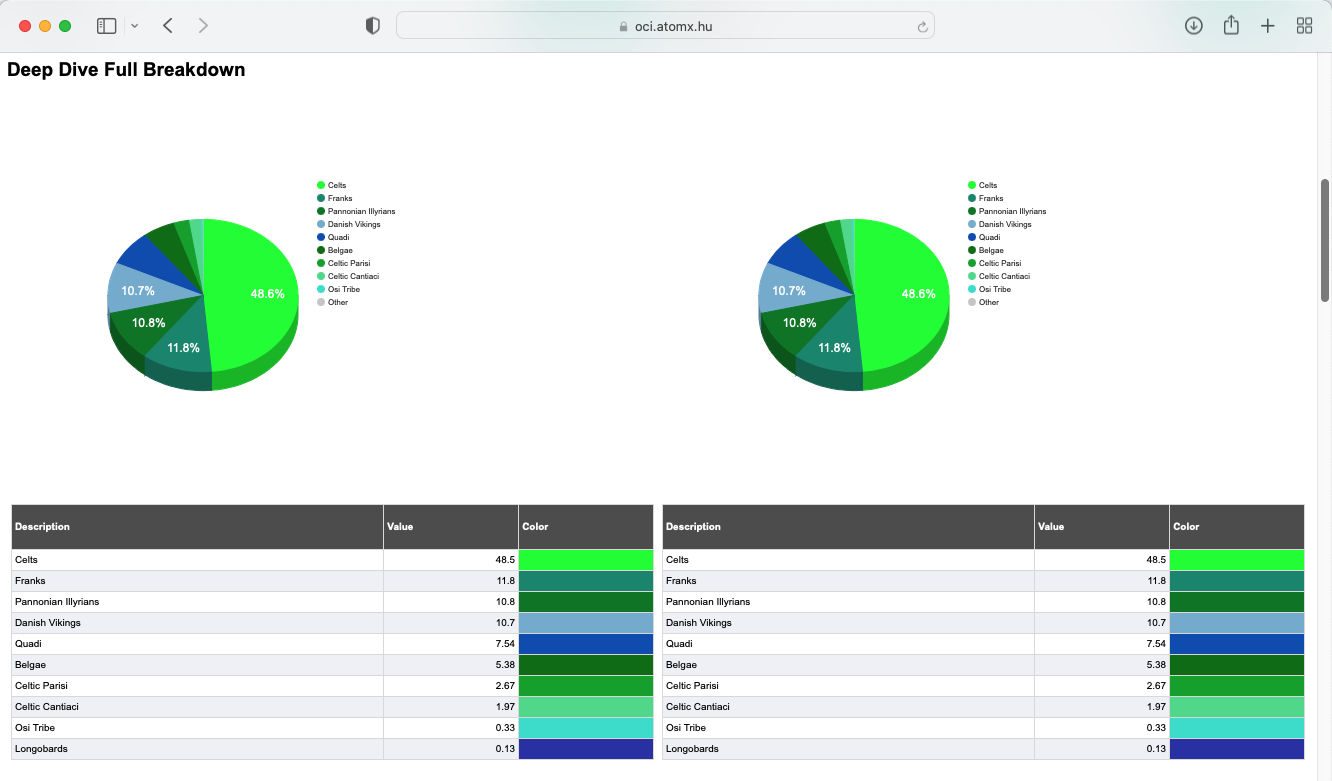 oci.atomx.hu
Deep Dive Full Breakdown
48.6%
11.8%
10.8%
10.7%
Celts
Franks
Pannonian Illyrians
Danish Vikings
Quadi
Belgae
Celtic Parisi
Celtic Cantiaci
Osi Tribe
Other
48.6%
11.8%
10.8%
10.7%
Celts
Franks
Pannonian Illyrians
Danish Vikings
Quadi
Belgae
Celtic Parisi
Celtic Cantiaci
Osi Tribe
Other
Description Value Color
Celts 48.5
Franks 11.8
Pannonian Illyrians 10.8
Danish Vikings 10.7
Quadi 7.54
Belgae 5.38
Celtic Parisi 2.67
Celtic Cantiaci 1.97
Osi Tribe 0.33
Longobards 0.13
Description Value Color
Celts 48.5
Franks 11.8
Pannonian Illyrians 10.8
Danish Vikings 10.7
Quadi 7.54
Belgae 5.38
Celtic Parisi 2.67
Celtic Cantiaci 1.97
Osi Tribe 0.33
Longobards 0.13